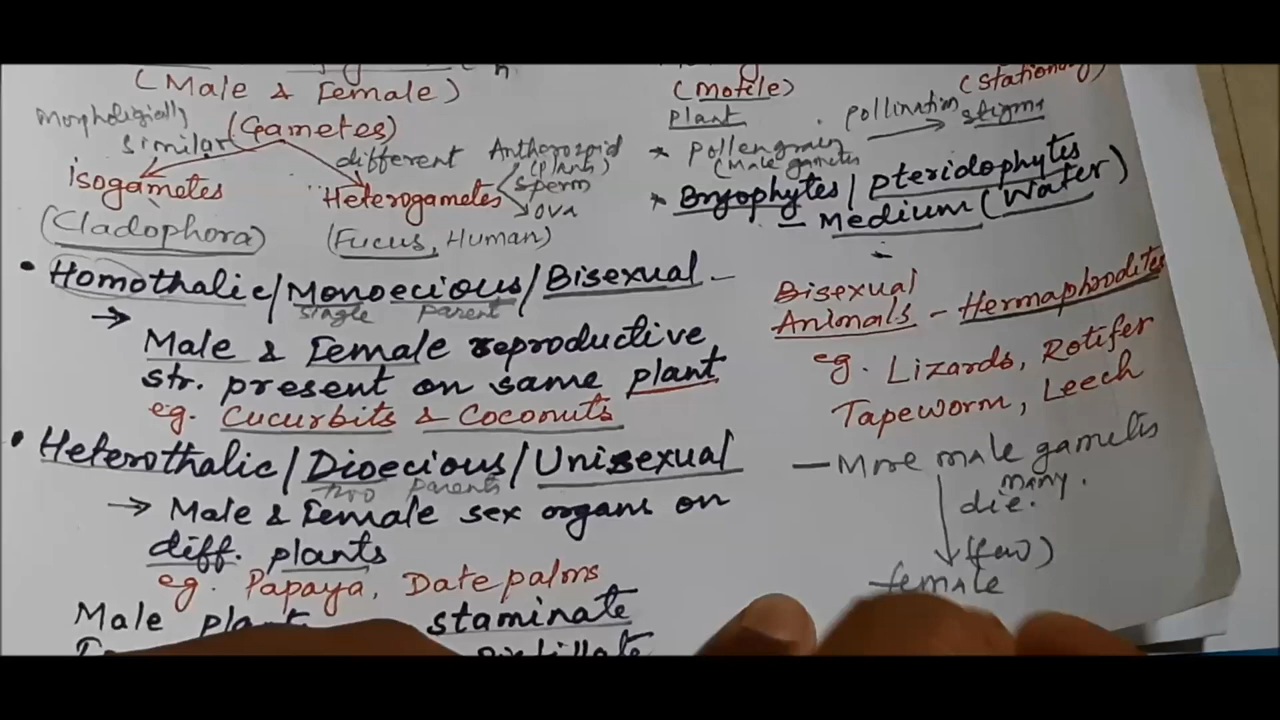 (Male & Female)
Morphologically
similar
(Gametes)
different
Isogametes
Heterogametes
Antherozoid
(Plants)
Sperm
Ova
(Cladophora)
(Fucus, Human)
• Homothalic/Monoecious/Bisexual -
single parent
→ Male & Female reproductive
str. present on same plant
eg. Cucurbits & Coconuts
• Heterothalic/Dioecious/Unisexual
two parents
→ Male & Female sex organs on
diff. plants
eg. Papaya, Date palms
Male staminate
pistillate
(Motile)
(Stationary)
plant
pollination
→ stigma
* Pollengrain
(Male gametes
* Bryophytes/Pteridophytes
- Medium (Water)
Bisexual
Animals - Hermaphrodites
eg. Lizards, Rotifer
Tapeworm, Leech
- More male gametes
many.
die.
(few)
female